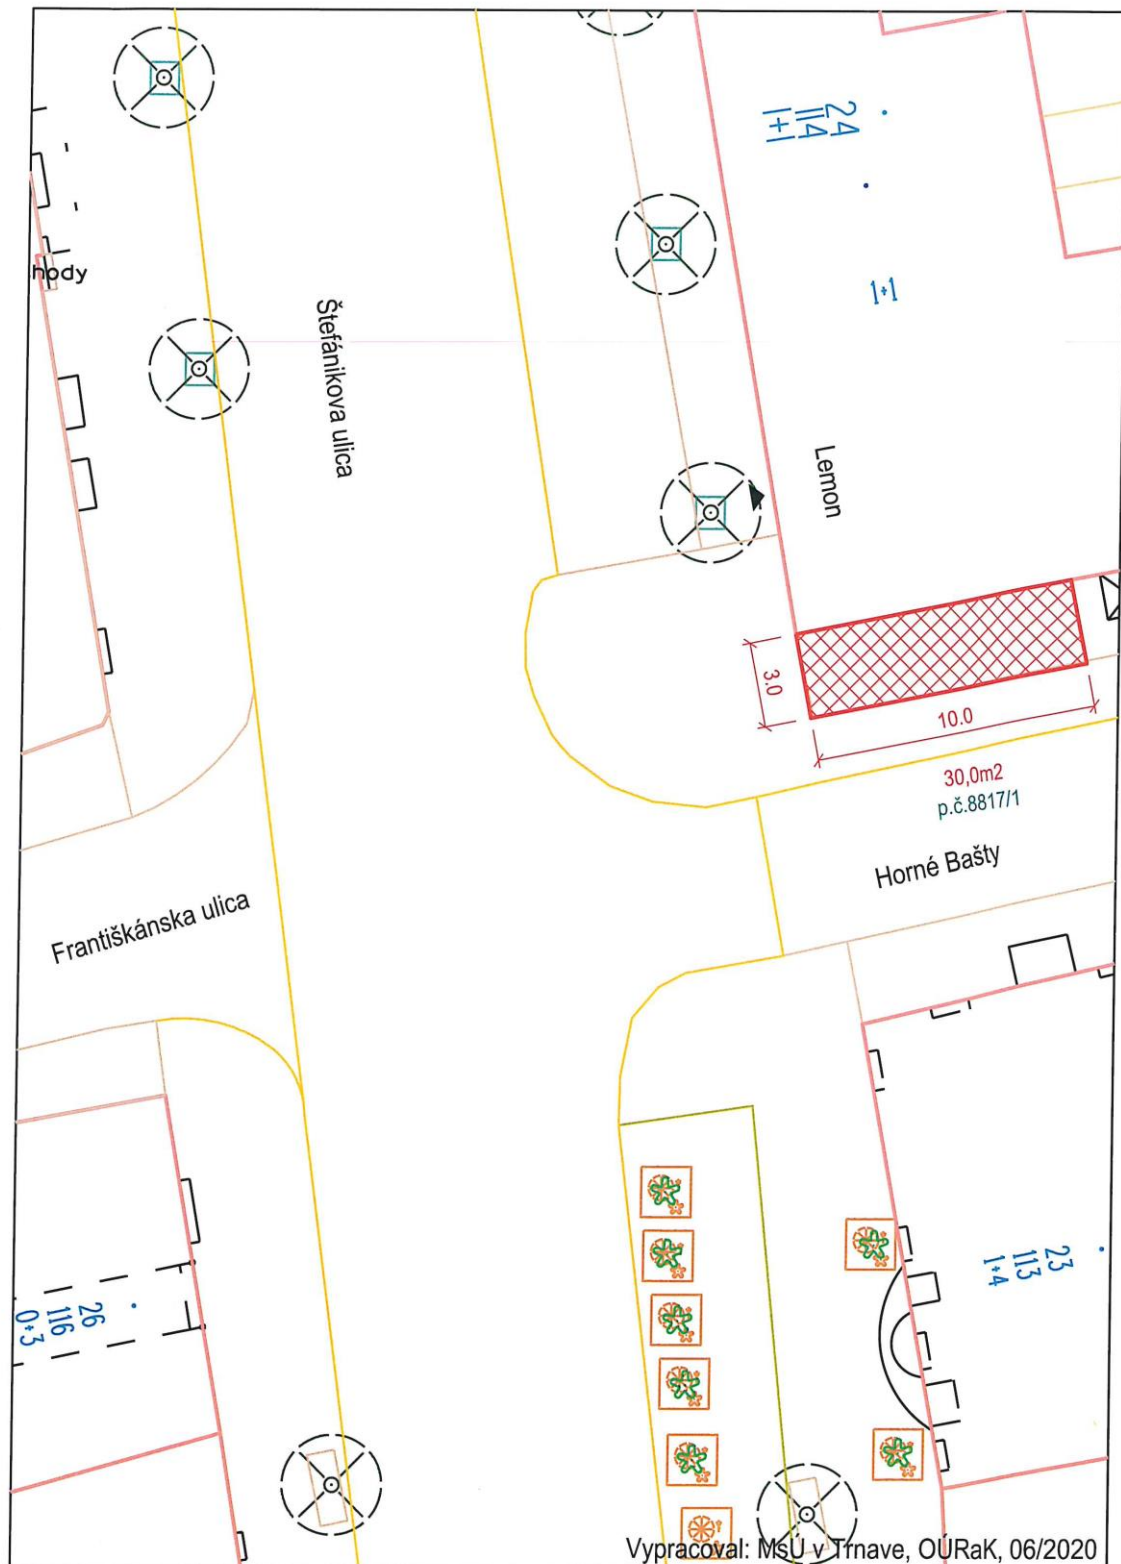 24
114
1+1
1+1
hody
Štefánikova ulica
Lemon
3.0
10.0
30,0m2
p.č.8817/1
Horné Bašty
Františkánska ulica
23
113
1+4
26
116
0+3
Vypracoval: MsÚ v Trnave, OÚRaK, 06/2020